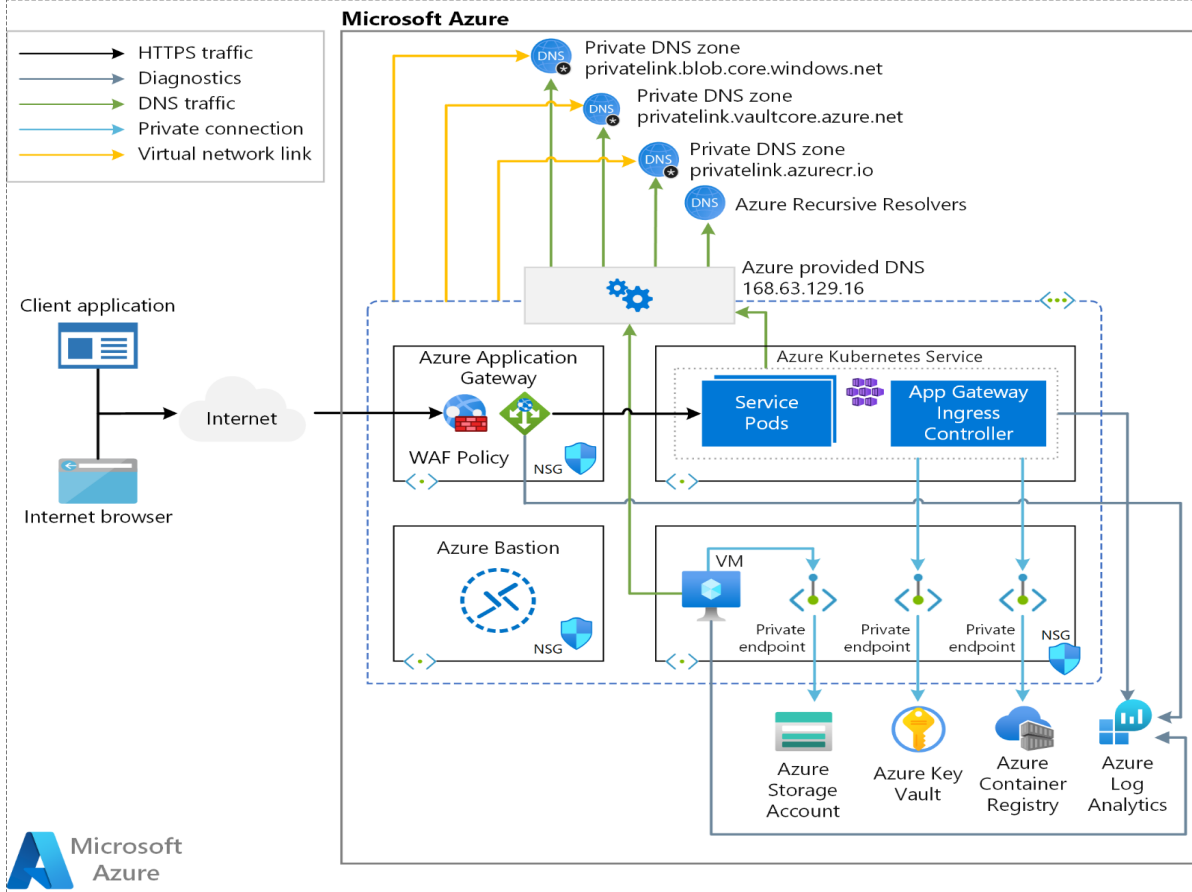 Microsoft Azure
HTTPS traffic
Diagnostics
DNS traffic
Private connection
Virtual network link
DNS
Private DNS zone
privatelink.blob.core.windows.net
DNS
Private DNS zone
privatelink.vaultcore.azure.net
DNS
Private DNS zone
privatelink.azurecr.io
DNS
Azure Recursive Resolvers
Azure provided DNS
168.63.129.16
Client application
Internet
Internet browser
Azure Application
Gateway
WAF Policy
NSG
Azure Kubernetes Service
Service
Pods
App Gateway
Ingress
Controller
Azure Bastion
NSG
VM
Private
endpoint
Private
endpoint
Private
endpoint
NSG
Azure
Storage
Account
Azure Key
Vault
Azure
Container
Registry
Azure
Log
Analytics
Microsoft
Azure